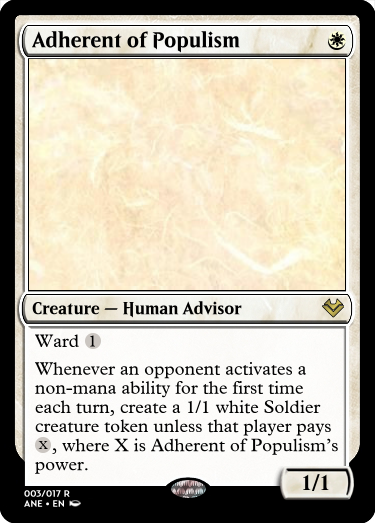 Adherent of Populism
Creature — Human Advisor
Ward 1
Whenever an opponent activates a
non-mana ability for the first time
each turn, create a 1/1 white Soldier
creature token unless that player pays
X, where X is Adherent of Populism's
power.
1/1
003/017 R
ANE • EN